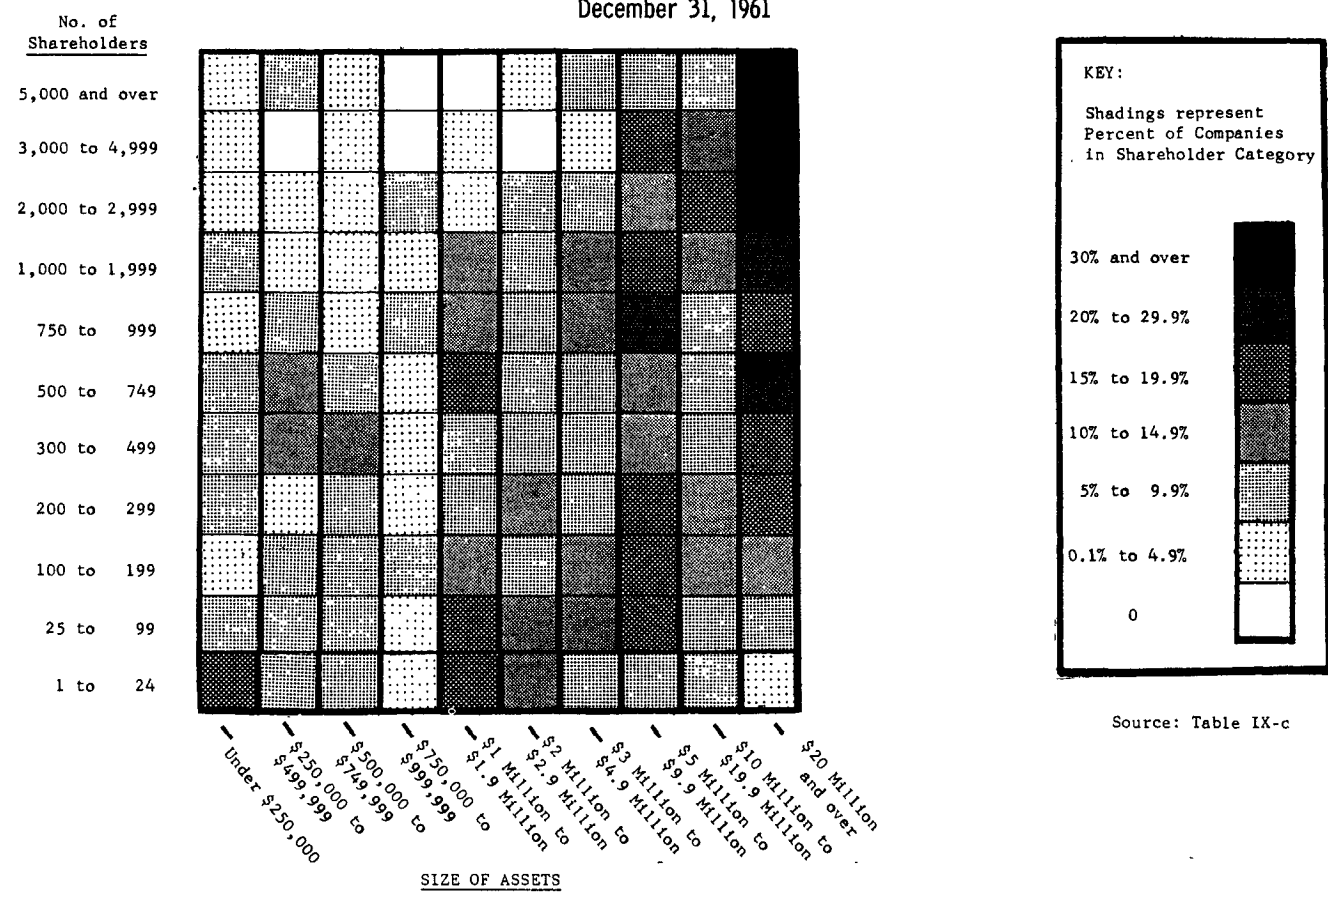 December 31, 1961
No. of
Shareholders
5,000 and over
3,000 to 4,999
2,000 to 2,999
1,000 to 1,999
750 to 999
500 to 749
300 to 499
200 to 299
100 to 199
25 to 99
1 to 24
Under $250,000
$250,000 to
$499,999
$500,000 to
$749,999
$750,000 to
$999,999
$1 Million to
$1.9 Million
$2 Million to
$2.9 Million
$3 Million to
$4.9 Million
$5 Million to
$9.9 Million
$10 Million to
$19.9 Million
$20 Million
and over
SIZE OF ASSETS
KEY:
Shadings represent
Percent of Companies
in Shareholder Category
30% and over
20% to 29.9%
15% to 19.9%
10% to 14.9%
5% to 9.9%
0.1% to 4.9%
0
Source: Table IX-c